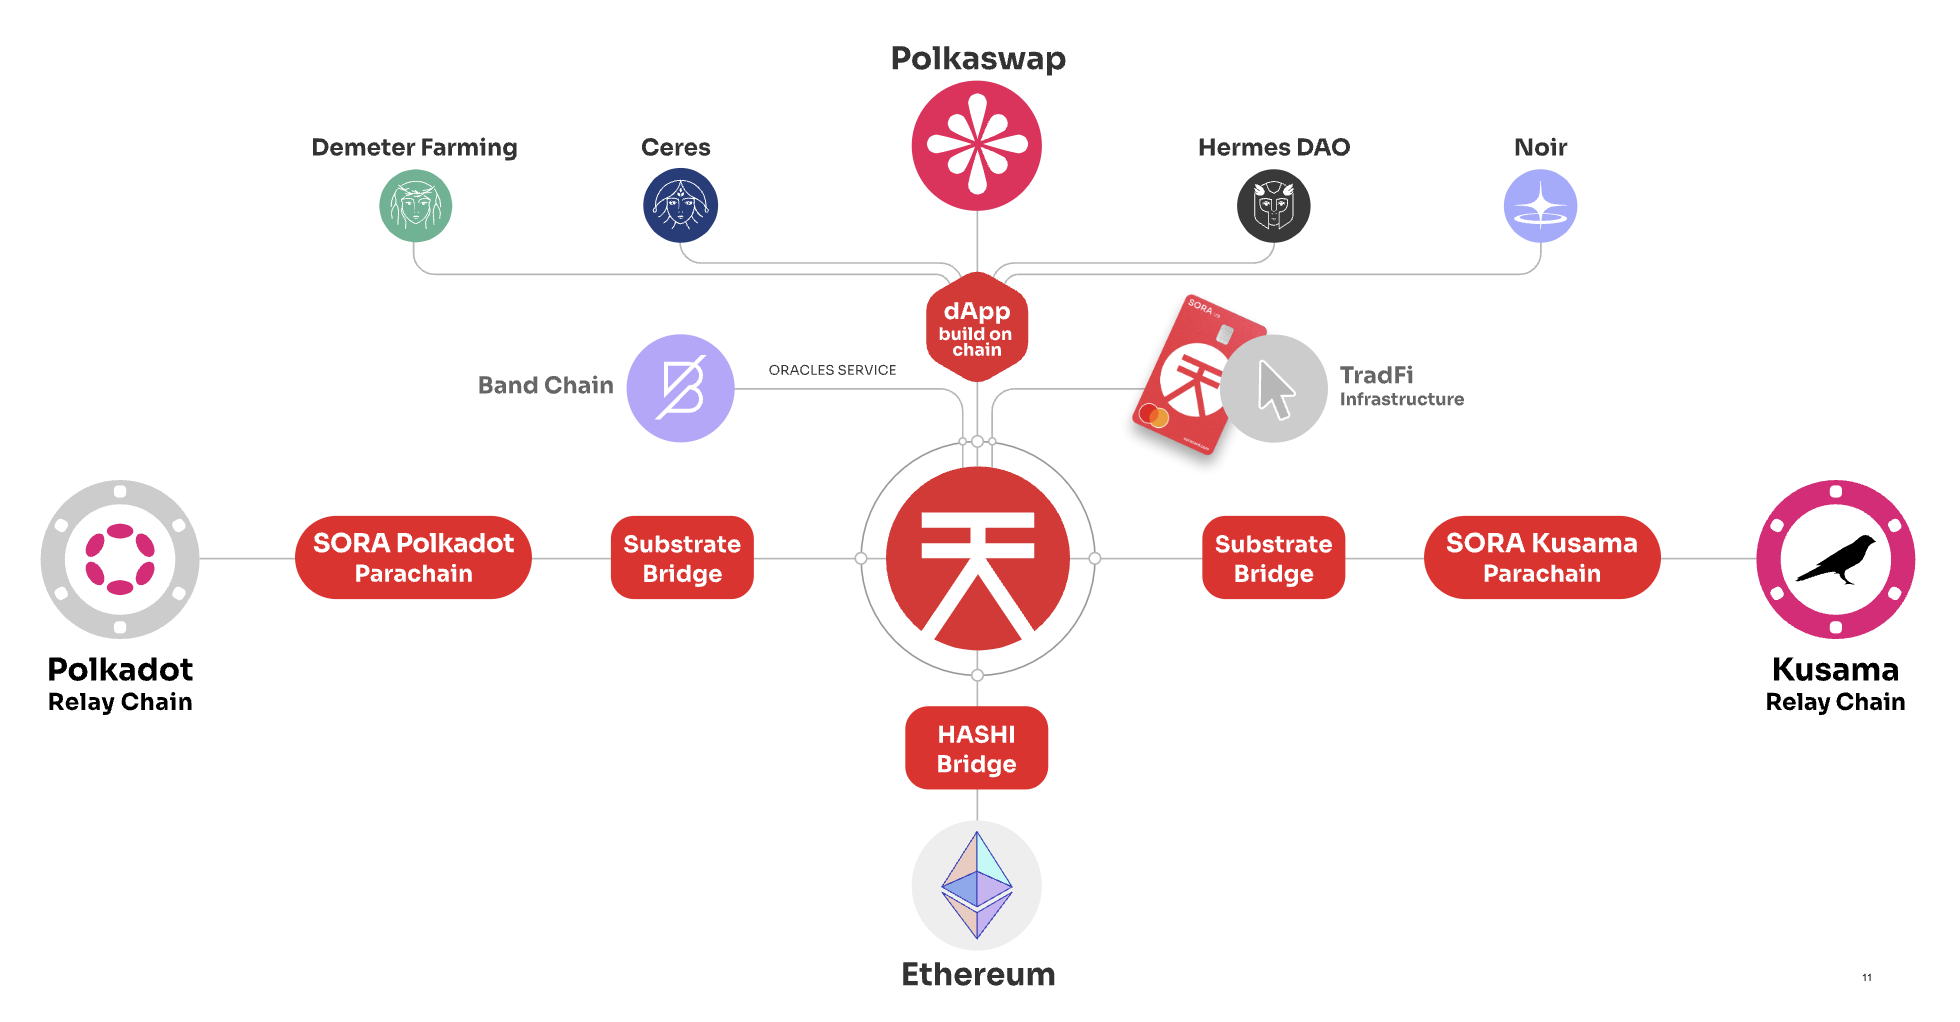 Polkaswap
Demeter Farming
Ceres
Hermes DAO
Noir
dApp
build on
chain
SORA
Band Chain
ORACLES SERVICE
TradFi
Infrastructure
天
SORA Polkadot
Parachain
Substrate
Bridge
Substrate
Bridge
SORA Kusama
Parachain
Polkadot
Relay Chain
Kusama
Relay Chain
HASHI
Bridge
Ethereum
11